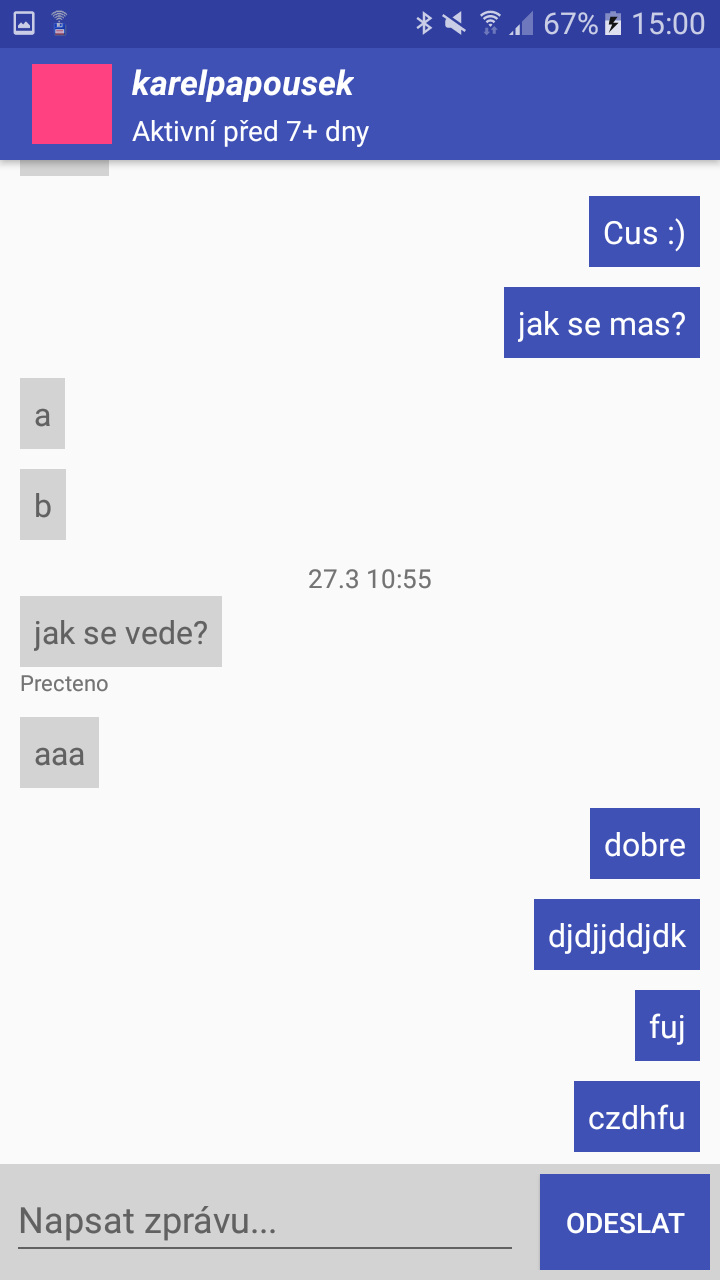 67% 15:00
karelpapousek
Aktivní před 7+ dny
Cus :)
jak se mas?
a
b
27.3 10:55
jak se vede?
Precteno
aaa
dobre
djdjjddjdk
fuj
czdhfu
Napsat zprávu...
ODESLAT